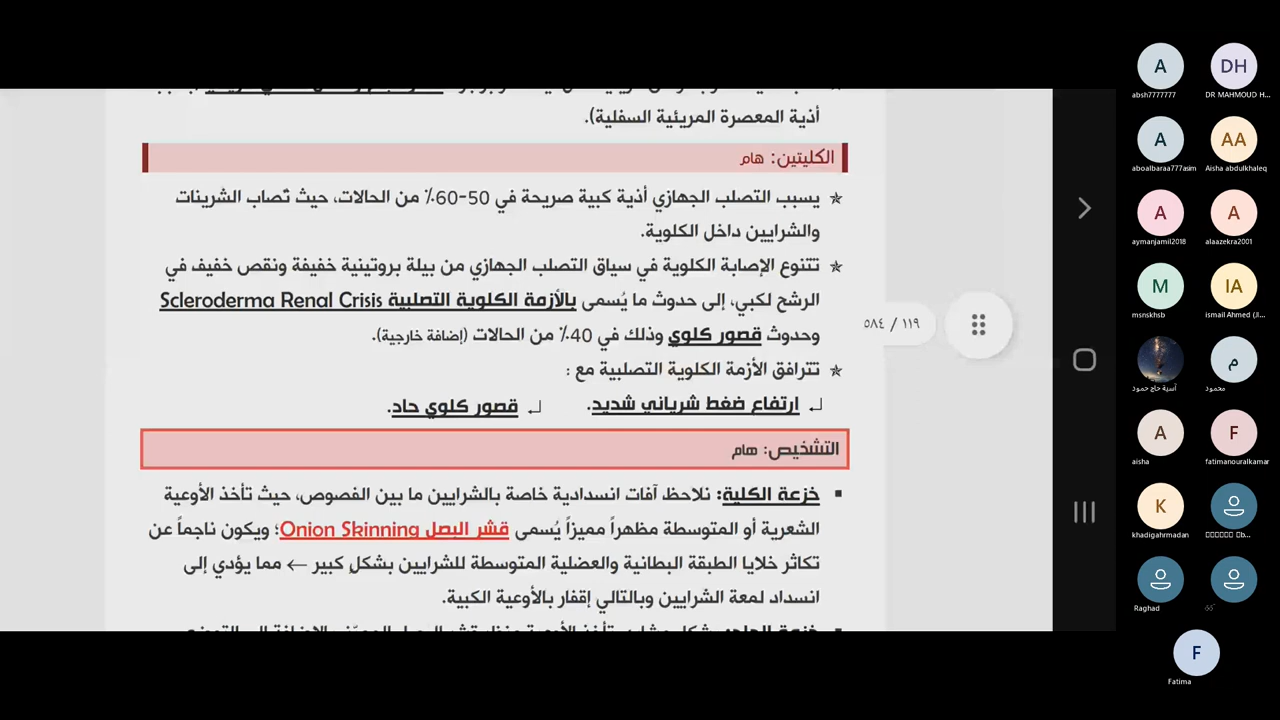 أذية المعصرة المريئية السفلية).
الكليتين: هام
يسبب التصلب الجهازي أذية كبية صريحة في 50-60٪ من الحالات، حيث تُصاب الشرينات
والشرايين داخل الكلوية.
تتنوع الإصابة الكلوية في سياق التصلب الجهازي من بيلة بروتينية خفيفة ونقص خفيف في
الرشح لكبي، إلى حدوث ما يُسمى بالأزمة الكلوية التصلبية Scleroderma Renal Crisis
وحدوث قصور كلوي وذلك في 40٪ من الحالات (إضافة خارجية).
تترافق الأزمة الكلوية التصلبية مع :
↲ ارتفاع ضغط شرياني شديد. ↲ قصور كلوي حاد.
التشخيص: هام
▪ خزعة الكلية: نلاحظ آفات انسدادية خاصة بالشرايين ما بين الفصوص، حيث تأخذ الأوعية
الشعرية أو المتوسطة مظهراً مميزاً يُسمى قشر البصل Onion Skinning؛ ويكون ناجماً عن
تكاثر خلايا الطبقة البطانية والعضلية المتوسطة للشرايين بشكلٍ كبير ← مما يؤدي إلى
انسداد لمعة الشرايين وبالتالي إقفار بالأوعية الكبية.
١١٩ / ٥٨٤
A
absh7777777
DH
DR MAHMOUD H...
A
aboalbaraa777asim
AA
Aisha abdulkhaleq
A
aymanjamil2018
A
alaazekra2001
M
msnskhsb
IA
ismail Ahmed (Jl...
آسية حاج حمود
م
محمود
A
aisha
F
fatimanouralkamar
K
khadigahrmadan
Raghad
F
Fatima